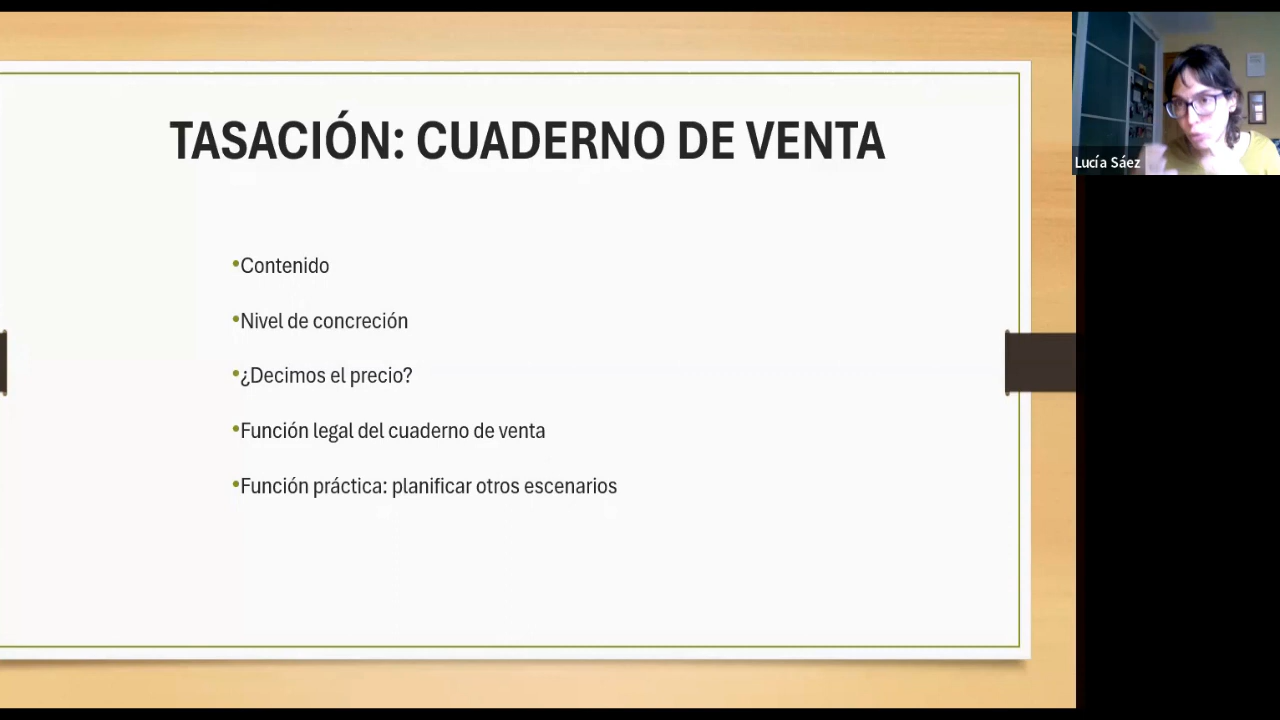 TASACIÓN: CUADERNO DE VENTA
•Contenido
•Nivel de concreción
•¿Decimos el precio?
•Función legal del cuaderno de venta
•Función práctica: planificar otros escenarios
Lucía Sáez